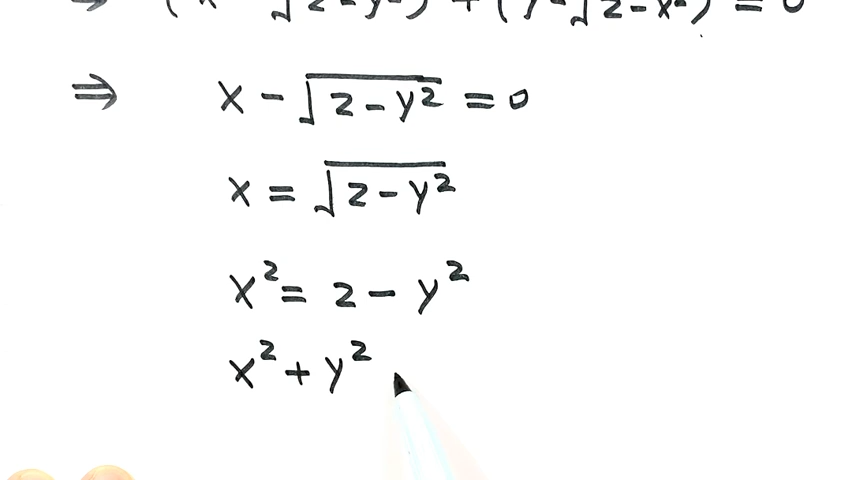 ⇒ x - √(2 - y²) = 0
x = √(2 - y²)
x² = 2 - y²
x² + y²